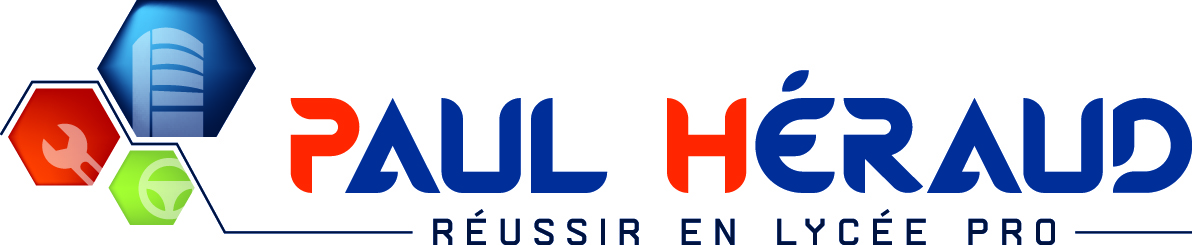 PAUL HÉRAUD
RÉUSSIR EN LYCÉE PRO